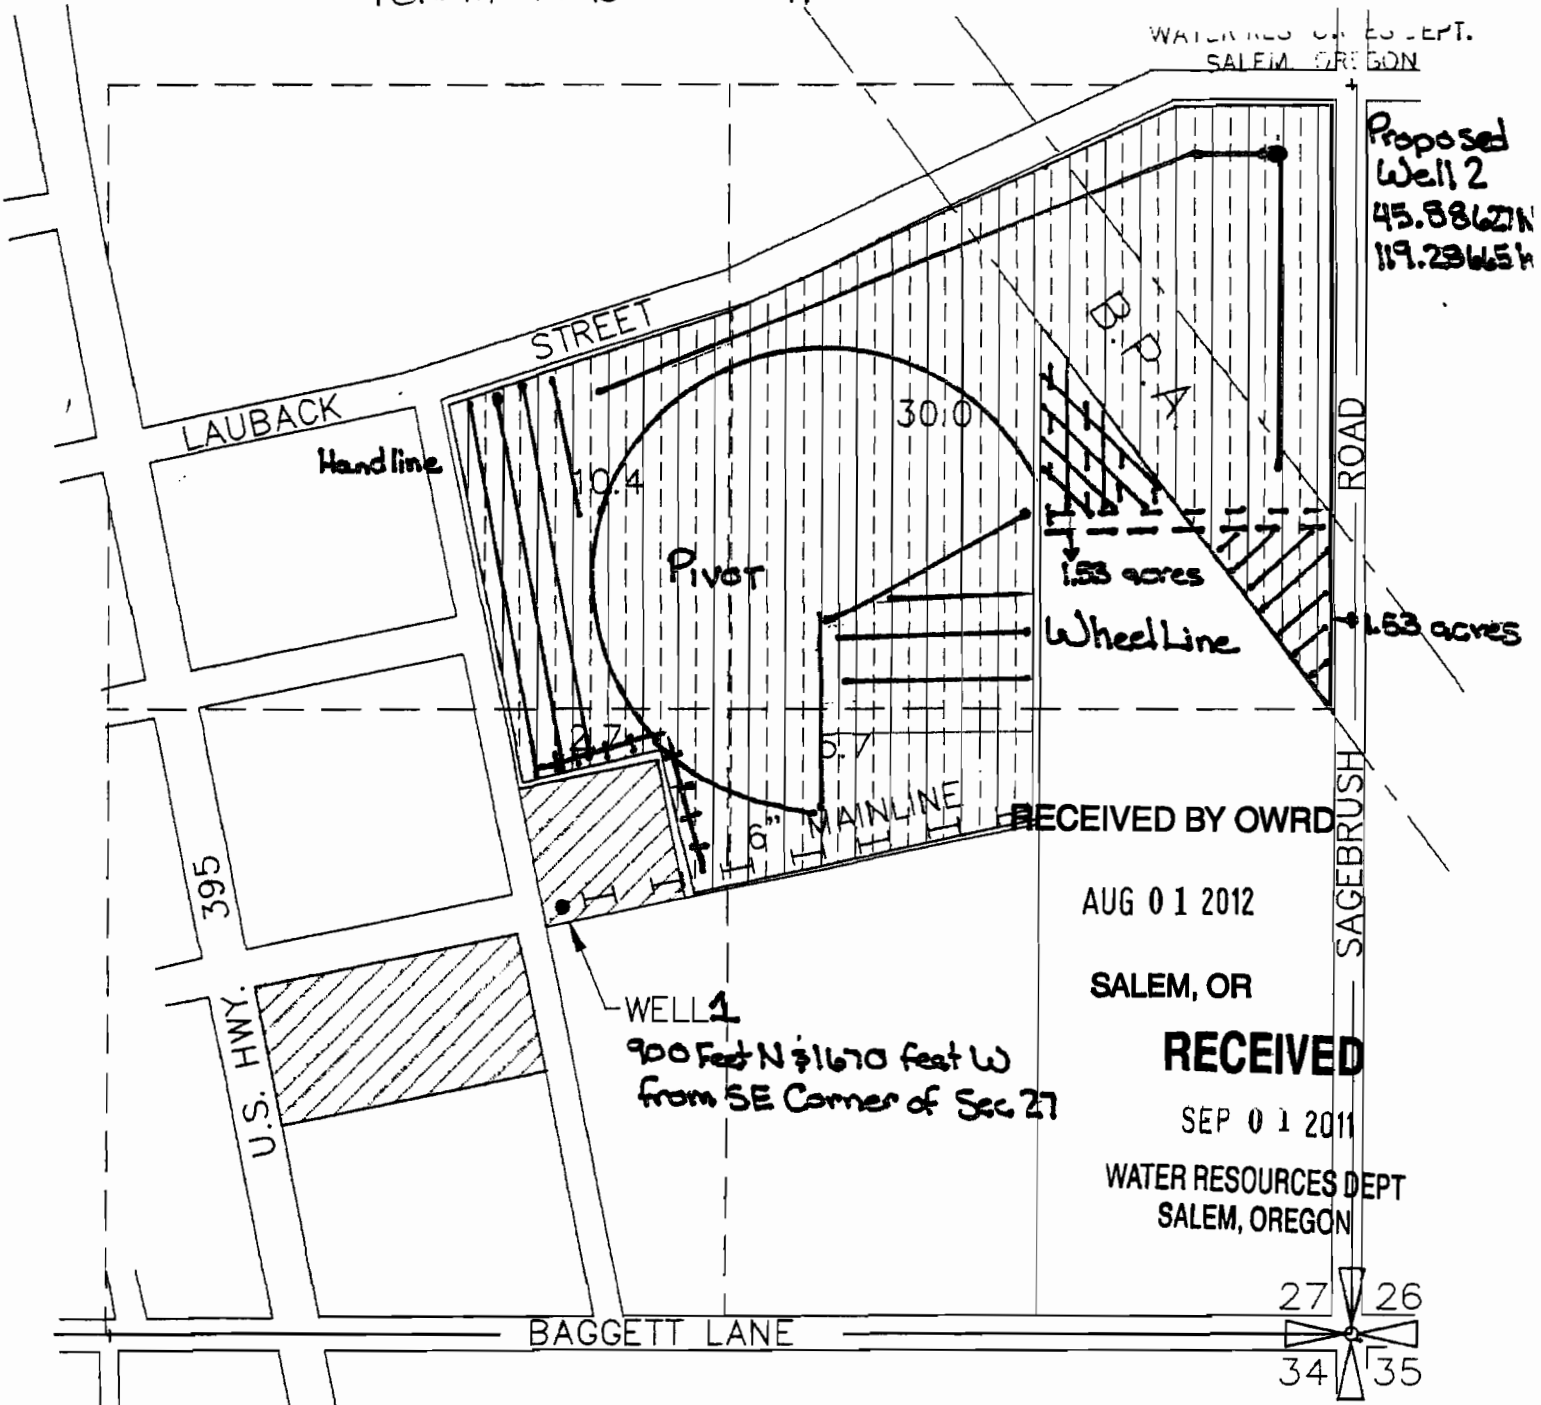 SALEM, OREGON
Proposed
Well 2
45.88627N
B.P.A.
STREET
LAUBACK
Handline
30.0
10.4
Pivot
ROAD
1.53 acres
Wheel Line
1.53 acres
2.7
6.7
6" MAINLINE
RECEIVED BY OWRD
AUG 01 2012
SALEM, OR
SAGEBRUSH
395
U.S. HWY.
WELL 1
900 Feet N & 1670 feet W
from SE Corner of Sec 27
RECEIVED
SEP 01 2011
WATER RESOURCES DEPT
SALEM, OREGON
27 26
BAGGETT LANE
34 35